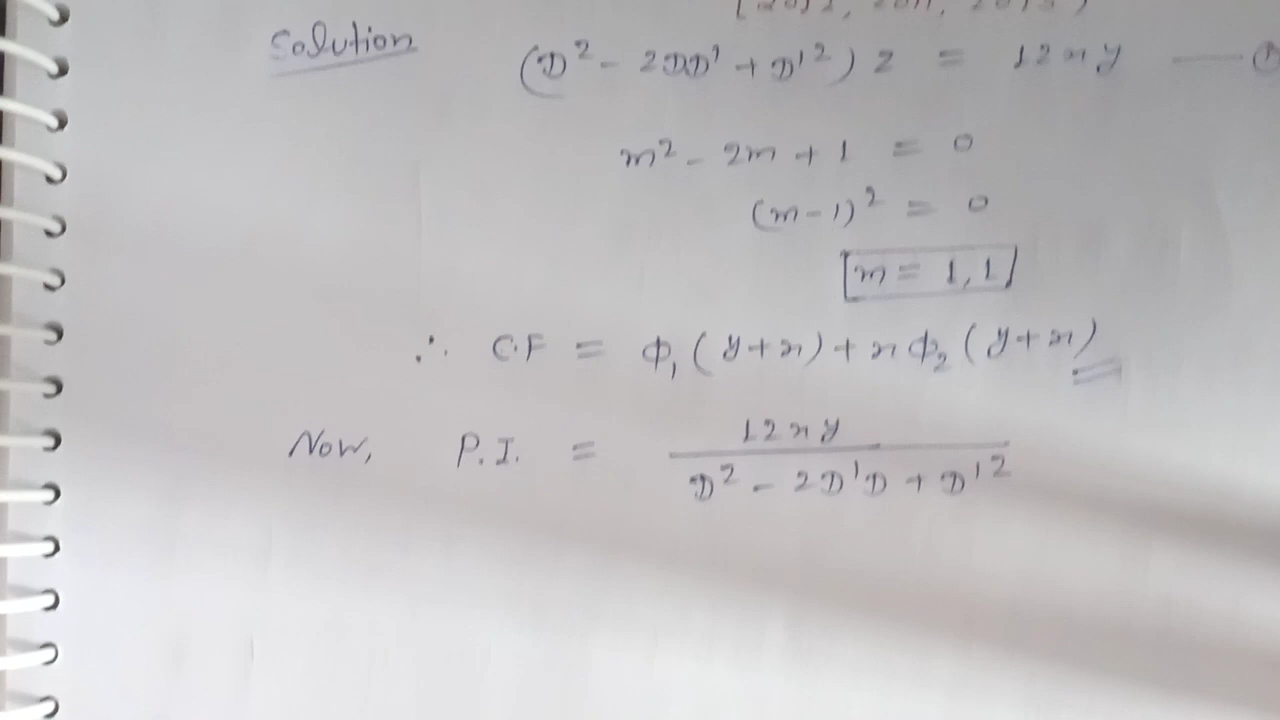 Solution (D² - 2DD' + D'²) z = 12xy —— ①
m² - 2m + 1 = 0
(m-1)² = 0
m = 1, 1
∴ C.F = ϕ₁(y+x) + xϕ₂(y+x)
Now, P.I. = 12xy / D² - 2D'D + D'²